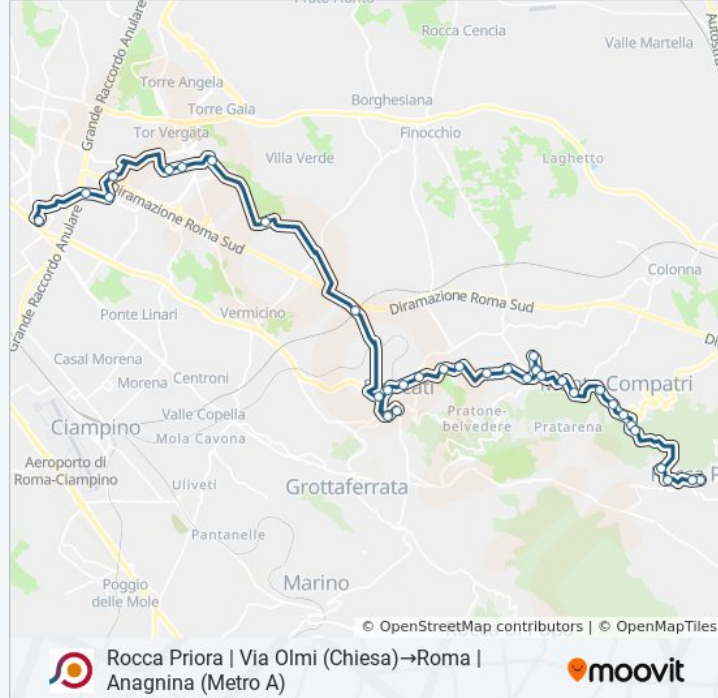 Rocca Cencia
Valle Martella
Torre Angela
Grande Raccordo Anulare
Torre Gaia
Borghesiana
Tor Vergata
Finocchio
Villa Verde
Laghetto
Diramazione Roma Sud
Colonna
Grande Raccordo Anulare
Ponte Linari
Vermicino
Diramazione Roma Sud
Casal Morena
Morena
Centroni
Compatri
Ciampino
Valle Copella
Pratone-
belvedere
Mola Cavona
Pratarena
Aeroporto di
Roma-Ciampino
Uliveti
Grottaferrata
Pantanelle
Poggio
delle Mole
Marino
© OpenStreetMap contributors | © OpenMapTiles
Rocca Priora | Via Olmi (Chiesa)→Roma |
Anagnina (Metro A)
moovit